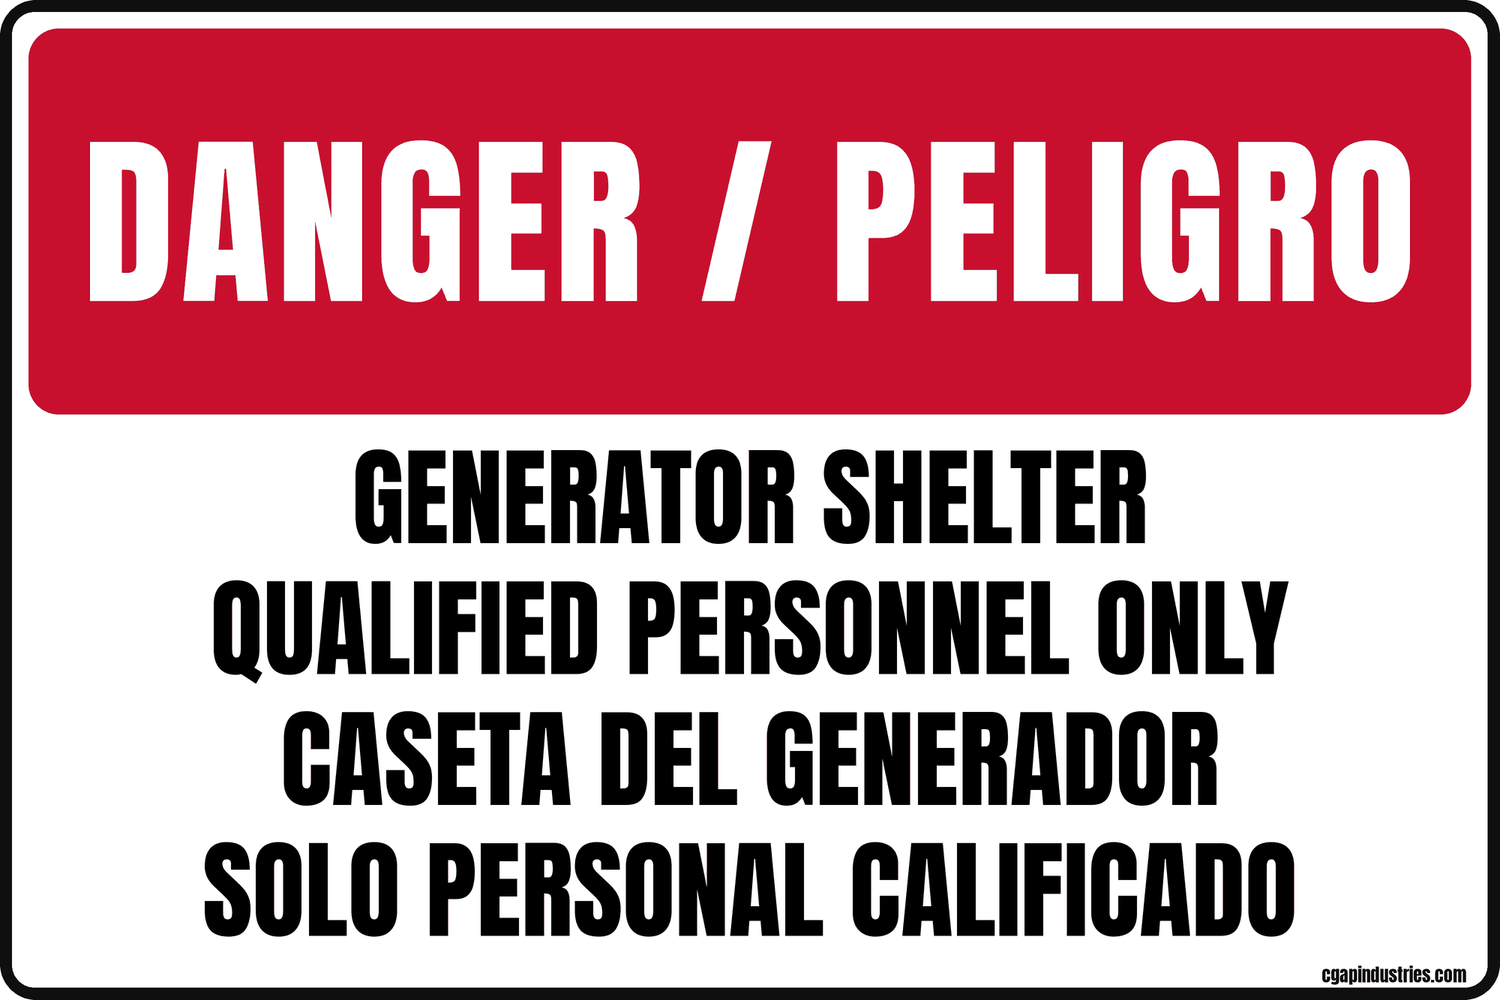 DANGER / PELIGRO
GENERATOR SHELTER
QUALIFIED PERSONNEL ONLY
CASETA DEL GENERADOR
SOLO PERSONAL CALIFICADO
cgapindustries.com